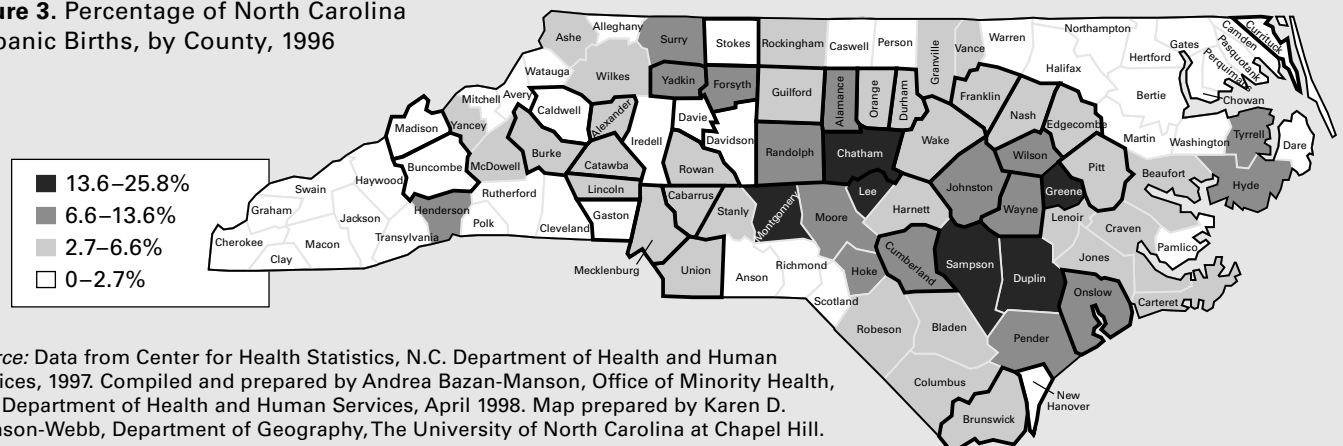 ure 3. Percentage of North Carolina
panic Births, by County, 1996
13.6–25.8%
6.6–13.6%
2.7–6.6%
0–2.7%
Ashe
Alleghany
Surry
Stokes
Rockingham
Caswell
Person
Granville
Vance
Warren
Northampton
Gates
Camden
Currituck
Pasquotank
Perquimans
Hertford
Halifax
Watauga
Wilkes
Yadkin
Forsyth
Guilford
Alamance
Orange
Durham
Franklin
Bertie
Chowan
Mitchell
Avery
Caldwell
Alexander
Iredell
Davie
Davidson
Nash
Edgecombe
Martin
Washington
Tyrrell
Dare
Madison
Yancey
Burke
Catawba
Rowan
Randolph
Chatham
Wake
Wilson
Pitt
Beaufort
Hyde
Buncombe
McDowell
Lincoln
Swain
Haywood
Rutherford
Cabarrus
Lee
Johnston
Greene
Graham
Jackson
Henderson
Polk
Cleveland
Gaston
Stanly
Montgomery
Moore
Harnett
Wayne
Lenoir
Craven
Pamlico
Cherokee
Macon
Transylvania
Clay
Mecklenburg
Union
Anson
Richmond
Hoke
Cumberland
Sampson
Duplin
Jones
Onslow
Carteret
Scotland
Robeson
Bladen
Pender
Columbus
Brunswick
New
Hanover
rce: Data from Center for Health Statistics, N.C. Department of Health and Human
ices, 1997. Compiled and prepared by Andrea Bazan-Manson, Office of Minority Health,
Department of Health and Human Services, April 1998. Map prepared by Karen D.
nson-Webb, Department of Geography, The University of North Carolina at Chapel Hill.